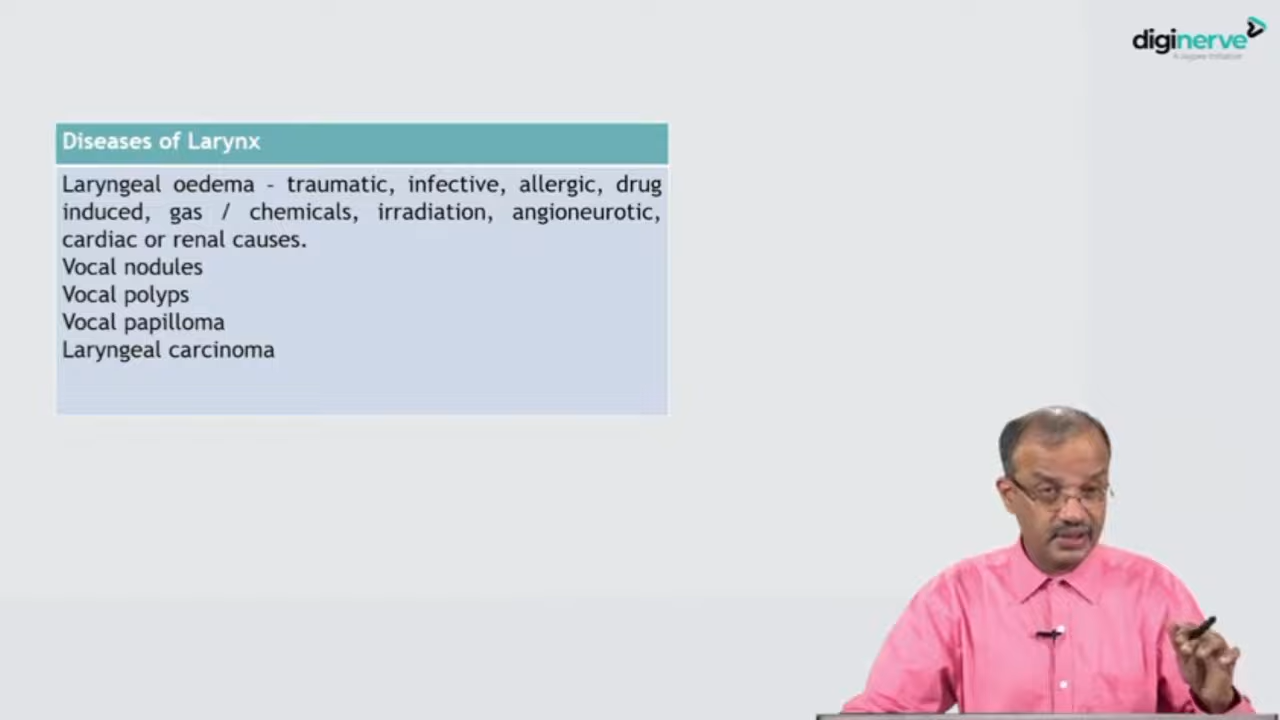 diginerve
Diseases of Larynx
Laryngeal oedema - traumatic, infective, allergic, drug
induced, gas / chemicals, irradiation, angioneurotic,
cardiac or renal causes.
Vocal nodules
Vocal polyps
Vocal papilloma
Laryngeal carcinoma